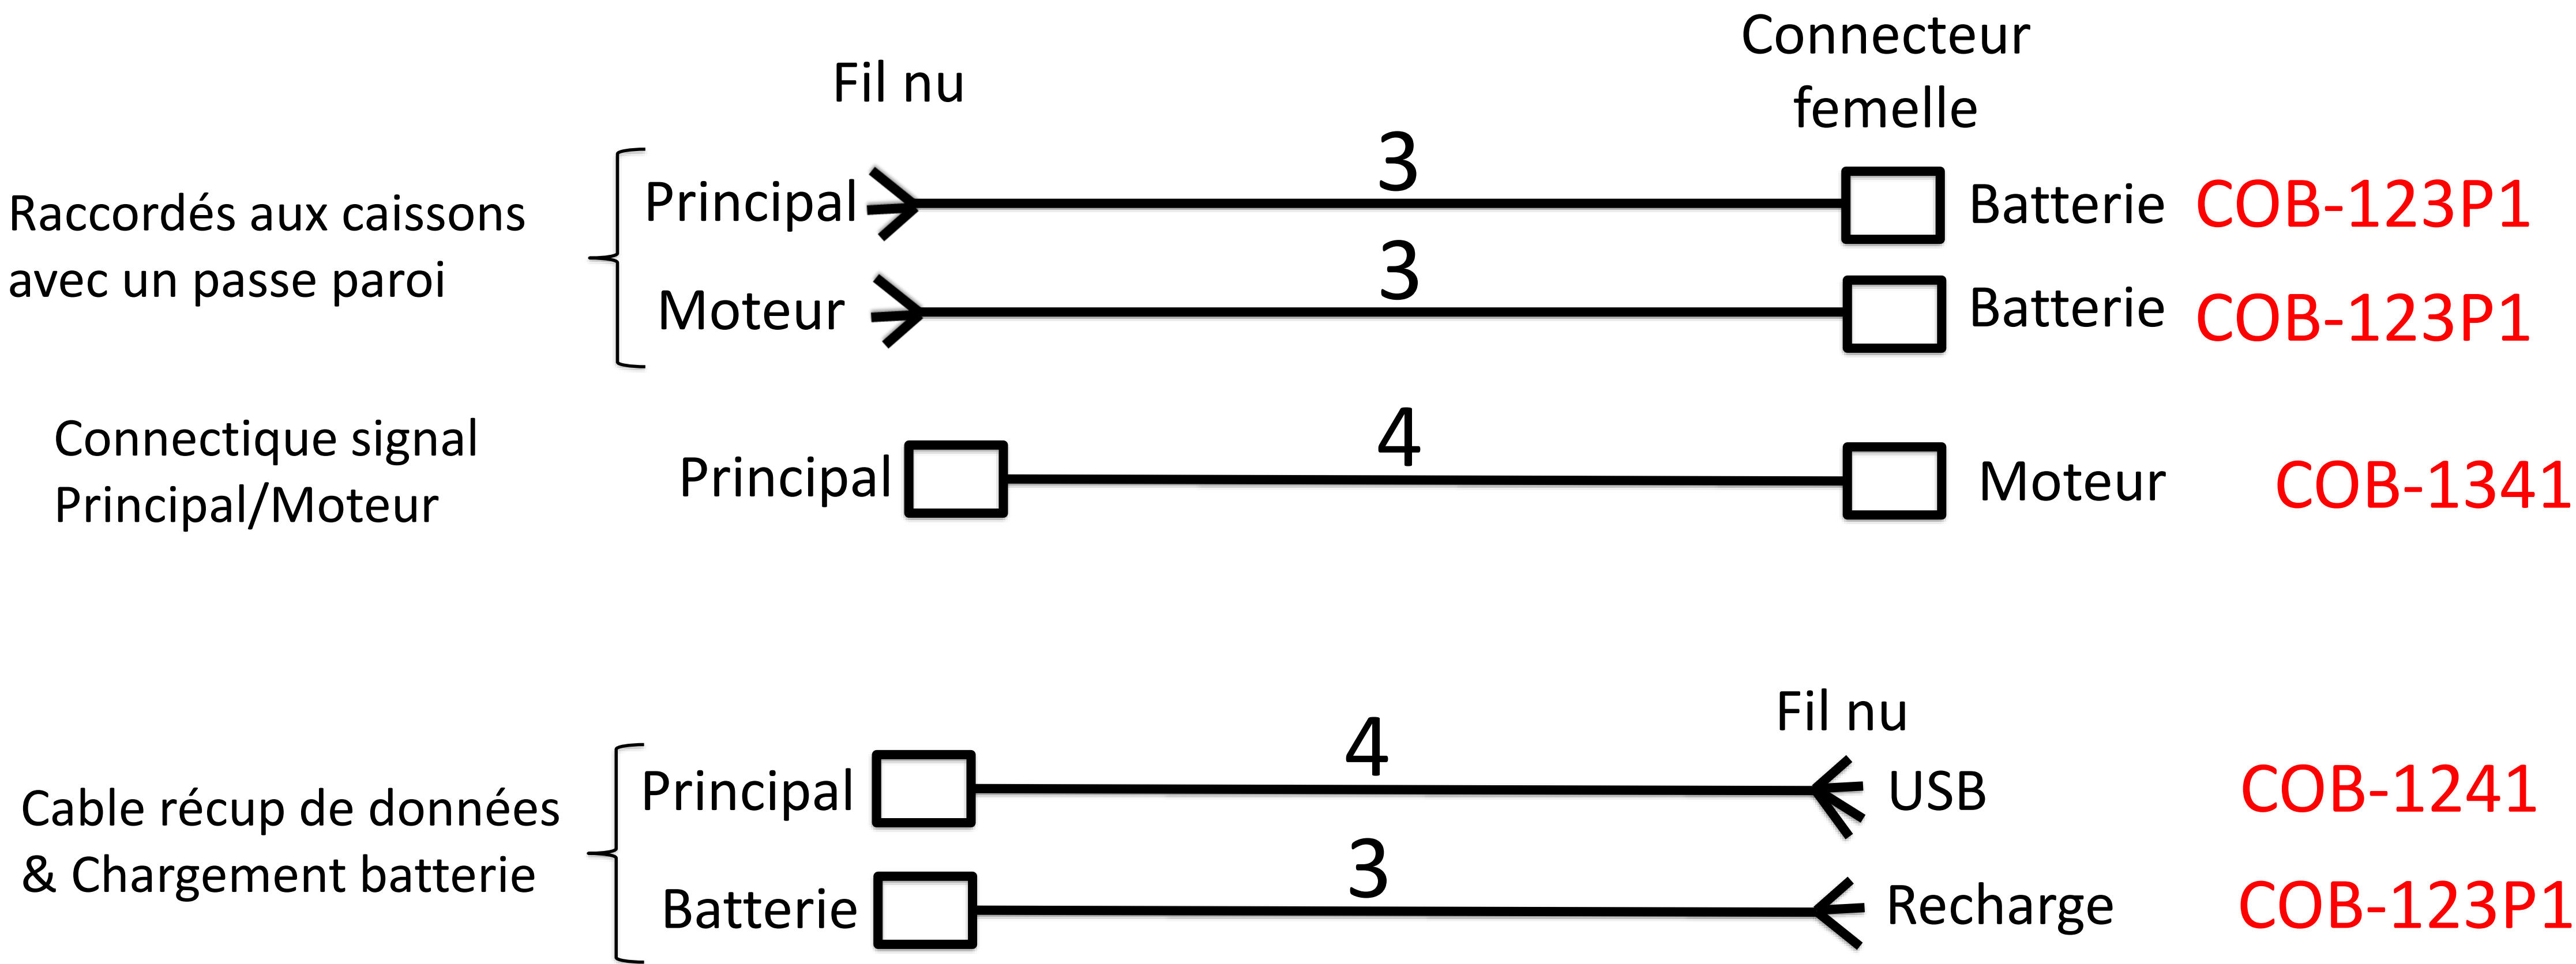 Fil nu
Connecteur
femelle
Raccordés aux caissons
avec un passe paroi
Principal
3
Batterie
COB-123P1
Moteur
3
Batterie
COB-123P1
Connectique signal
Principal/Moteur
Principal
4
Moteur
COB-1341
Fil nu
Cable récup de données
& Chargement batterie
Principal
4
USB
COB-1241
Batterie
3
Recharge
COB-123P1